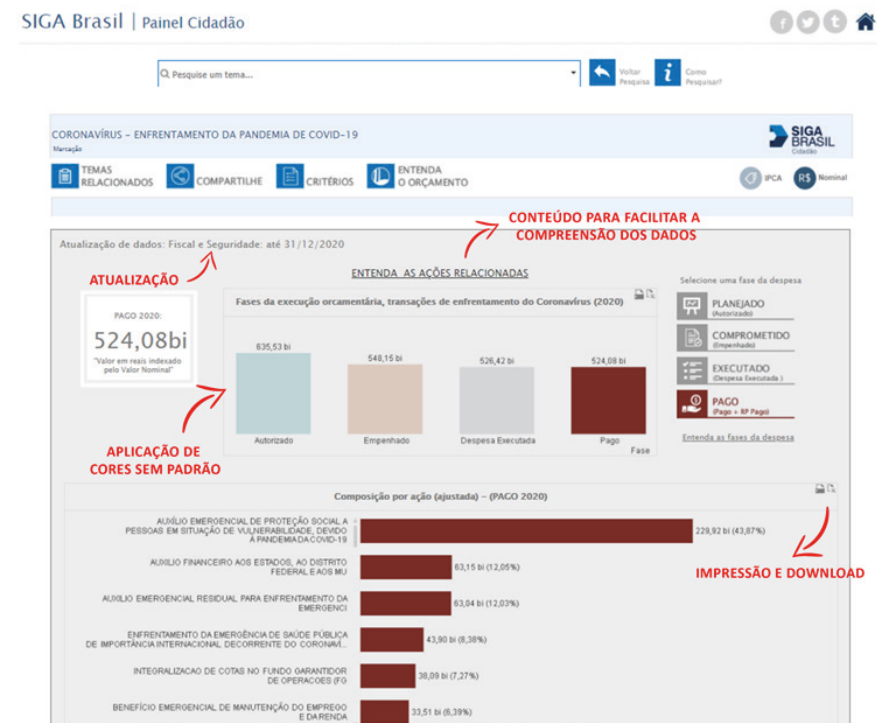 SIGA Brasil | Painel Cidadão
Pesquise um tema...
Voltar
Pesquisa
Como
Pesquisar?
CORONAVÍRUS – ENFRENTAMENTO DA PANDEMIA DE COVID-19
Marcação
SIGA
BRASIL
Cidadão
TEMAS
RELACIONADOS
COMPARTILHE
CRITÉRIOS
ENTENDA
O ORÇAMENTO
IPCA
R$
Nominal
CONTEÚDO PARA FACILITAR A
COMPREENSÃO DOS DADOS
Atualização de dados: Fiscal e Seguridade: até 31/12/2020
ATUALIZAÇÃO
ENTENDA AS AÇÕES RELACIONADAS
Selecione uma fase da despesa
PAGO 2020:
524,08bi
"Valor em reais indexado
pelo Valor Nominal"
Fases da execução orcamentária, transações de enfrentamento do Coronavírus (2020)
635,53 bi
548,15 bi
526,42 bi
524,08 bi
Autorizado
Empenhado
Despesa Executada
Pago
Fase
PLANEJADO
(Autorizado)
COMPROMETIDO
(Empenhado)
EXECUTADO
(Despesa Executada )
PAGO
(Pago + RP Pago)
Entenda as fases da despesa
APLICAÇÃO DE
CORES SEM PADRÃO
Composição por ação (ajustada) – (PAGO 2020)
AUXÍLIO EMERGENCIAL DE PROTEÇÃO SOCIAL A
PESSOAS EM SITUAÇÃO DE VULNERABILIDADE, DEVIDO
À PANDEMIA DA COVID-19
229,92 bi (43,87%)
IMPRESSÃO E DOWNLOAD
AUXILIO FINANCEIRO AOS ESTADOS, AO DISTRITO
FEDERAL E AOS MU
63,15 bi (12,05%)
AUXILIO EMERGENCIAL RESIDUAL PARA ENFRENTAMENTO DA
EMERGENCI
63,04 bi (12,03%)
ENFRENTAMENTO DA EMERGÊNCIA DE SAÚDE PÚBLICA
DE IMPORTÂNCIA INTERNACIONAL DECORRENTE DO CORONAVÍ...
43,90 bi (8,38%)
INTEGRALIZACAO DE COTAS NO FUNDO GARANTIDOR
DE OPERACOES (FG
38,09 bi (7,27%)
BENEFÍCIO EMERGENCIAL DE MANUTENÇÃO DO EMPREGO
E DA RENDA
33,51 bi (6,39%)